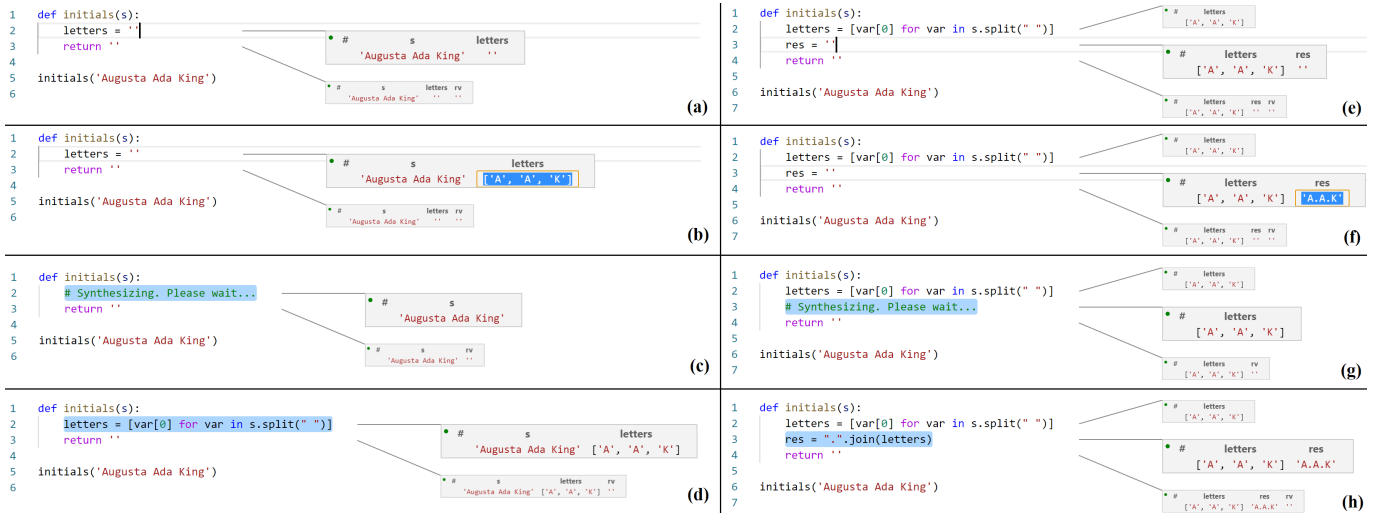 1 def initials(s):
2 letters = ''
3 return ''
4
5 initials('Augusta Ada King')
6
# s letters
'Augusta Ada King' ''
# s letters rv
'Augusta Ada King' '' ''
(a)
1 def initials(s):
2 letters = ''
3 return ''
4
5 initials('Augusta Ada King')
6
# s letters
'Augusta Ada King' ['A', 'A', 'K']
# s letters rv
'Augusta Ada King' '' ''
(b)
1 def initials(s):
2 # Synthesizing. Please wait...
3 return ''
4
5 initials('Augusta Ada King')
6
# s
'Augusta Ada King'
# s rv
'Augusta Ada King' ''
(c)
1 def initials(s):
2 letters = [var[0] for var in s.split(" ")]
3 return ''
4
5 initials('Augusta Ada King')
6
# s letters
'Augusta Ada King' ['A', 'A', 'K']
# s letters rv
'Augusta Ada King' ['A', 'A', 'K'] ''
(d)
1 def initials(s):
2 letters = [var[0] for var in s.split(" ")]
3 res = ''
4 return ''
5
6 initials('Augusta Ada King')
7
# letters
['A', 'A', 'K']
# letters res
['A', 'A', 'K'] ''
# letters res rv
['A', 'A', 'K'] '' ''
(e)
1 def initials(s):
2 letters = [var[0] for var in s.split(" ")]
3 res = ''
4 return ''
5
6 initials('Augusta Ada King')
7
# letters
['A', 'A', 'K']
# letters res
['A', 'A', 'K'] 'A.A.K'
# letters res rv
['A', 'A', 'K'] '' ''
(f)
1 def initials(s):
2 letters = [var[0] for var in s.split(" ")]
3 # Synthesizing. Please wait...
4 return ''
5
6 initials('Augusta Ada King')
7
# letters
['A', 'A', 'K']
# letters
['A', 'A', 'K']
# letters rv
['A', 'A', 'K'] ''
(g)
1 def initials(s):
2 letters = [var[0] for var in s.split(" ")]
3 res = ".".join(letters)
4 return ''
5
6 initials('Augusta Ada King')
7
# letters
['A', 'A', 'K']
# letters res
['A', 'A', 'K'] 'A.A.K'
# letters res rv
['A', 'A', 'K'] 'A.A.K' ''
(h)